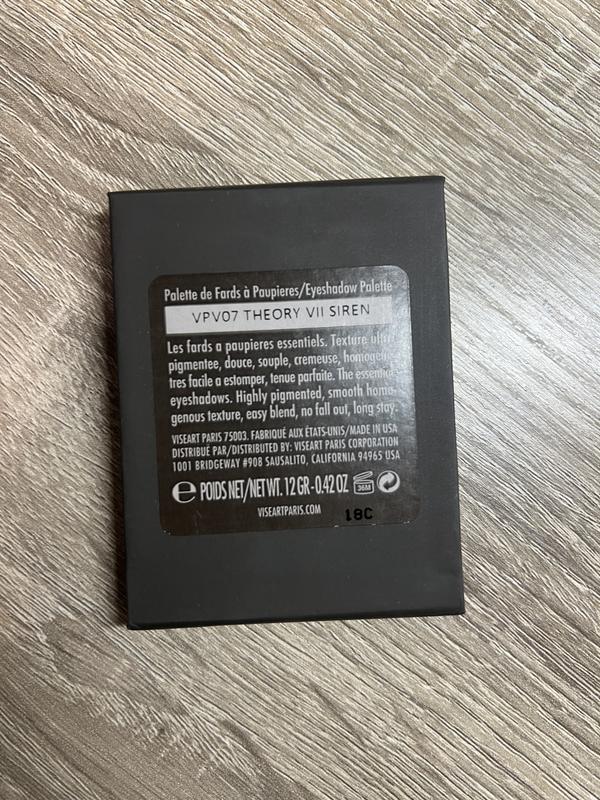 Palette de Fards à Paupieres/Eyeshadow Palette
VPV07 THEORY VII SIREN
Les fards a paupieres essentiels. Texture ultra
pigmentee, douce, souple, cremeuse, homogene
tres facile a estomper, tenue parfaite. The essential
eyeshadows. Highly pigmented, smooth homo-
genous texture, easy blend, no fall out, long stay.
VISEART PARIS 75003. FABRIQUÉ AUX ÉTATS-UNIS/MADE IN USA
DISTRIBUÉ PAR/DISTRIBUTED BY: VISEART PARIS CORPORATION
1001 BRIDGEWAY #908 SAUSALITO, CALIFORNIA 94965 USA
e POIDS NET/NET WT. 12 GR-0.42 OZ 36M
VISEARTPARIS.COM
18C